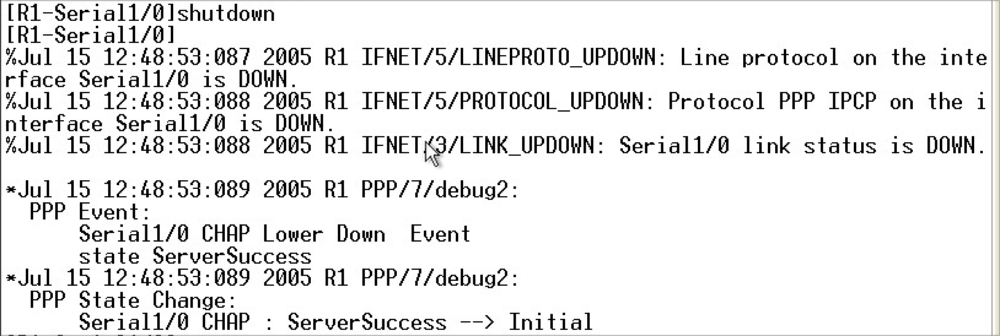 [R1-Serial1/0]shutdown
[R1-Serial1/0]
%Jul 15 12:48:53:087 2005 R1 IFNET/5/LINEPROTO_UPDOWN: Line protocol on the inte
rface Serial1/0 is DOWN.
%Jul 15 12:48:53:088 2005 R1 IFNET/5/PROTOCOL_UPDOWN: Protocol PPP IPCP on the i
nterface Serial1/0 is DOWN.
%Jul 15 12:48:53:088 2005 R1 IFNET/3/LINK_UPDOWN: Serial1/0 link status is DOWN.
*Jul 15 12:48:53:089 2005 R1 PPP/7/debug2:
  PPP Event:
      Serial1/0 CHAP Lower Down  Event
      state ServerSuccess
*Jul 15 12:48:53:089 2005 R1 PPP/7/debug2:
  PPP State Change:
      Serial1/0 CHAP : ServerSuccess --> Initial